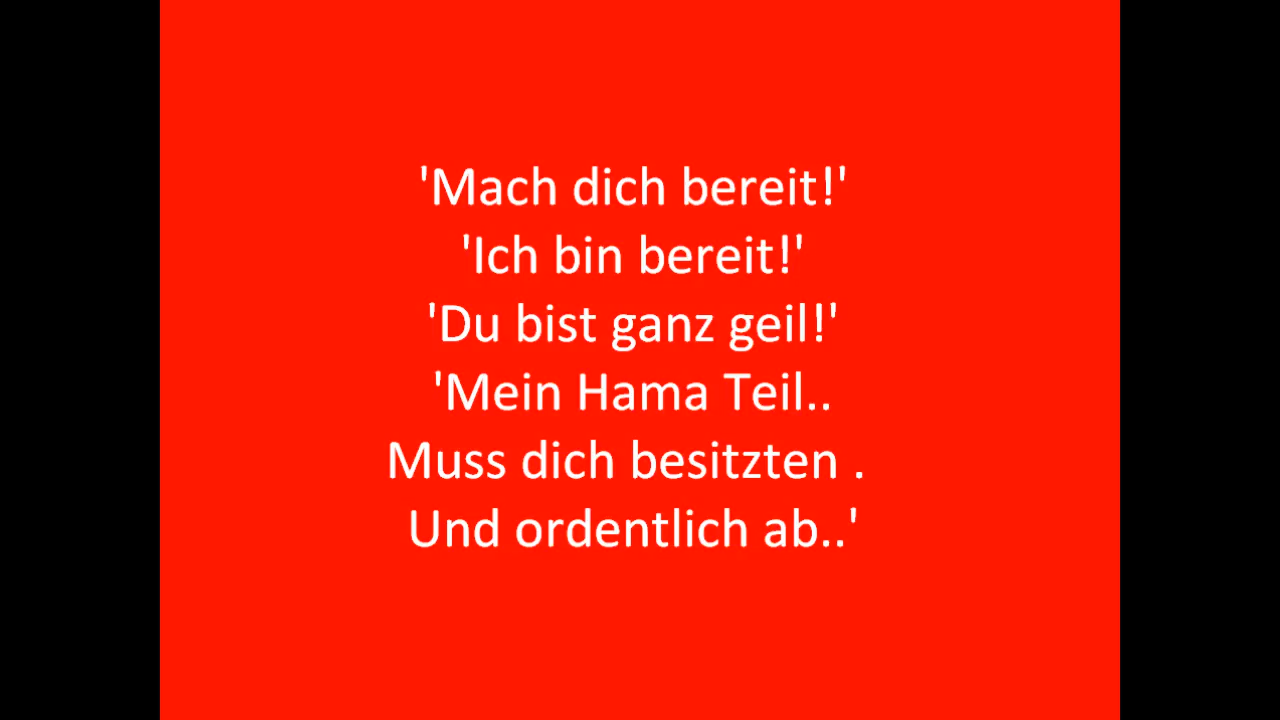 'Mach dich bereit!'
'Ich bin bereit!'
'Du bist ganz geil!'
'Mein Hama Teil..
Muss dich besitzten .
Und ordentlich ab..'